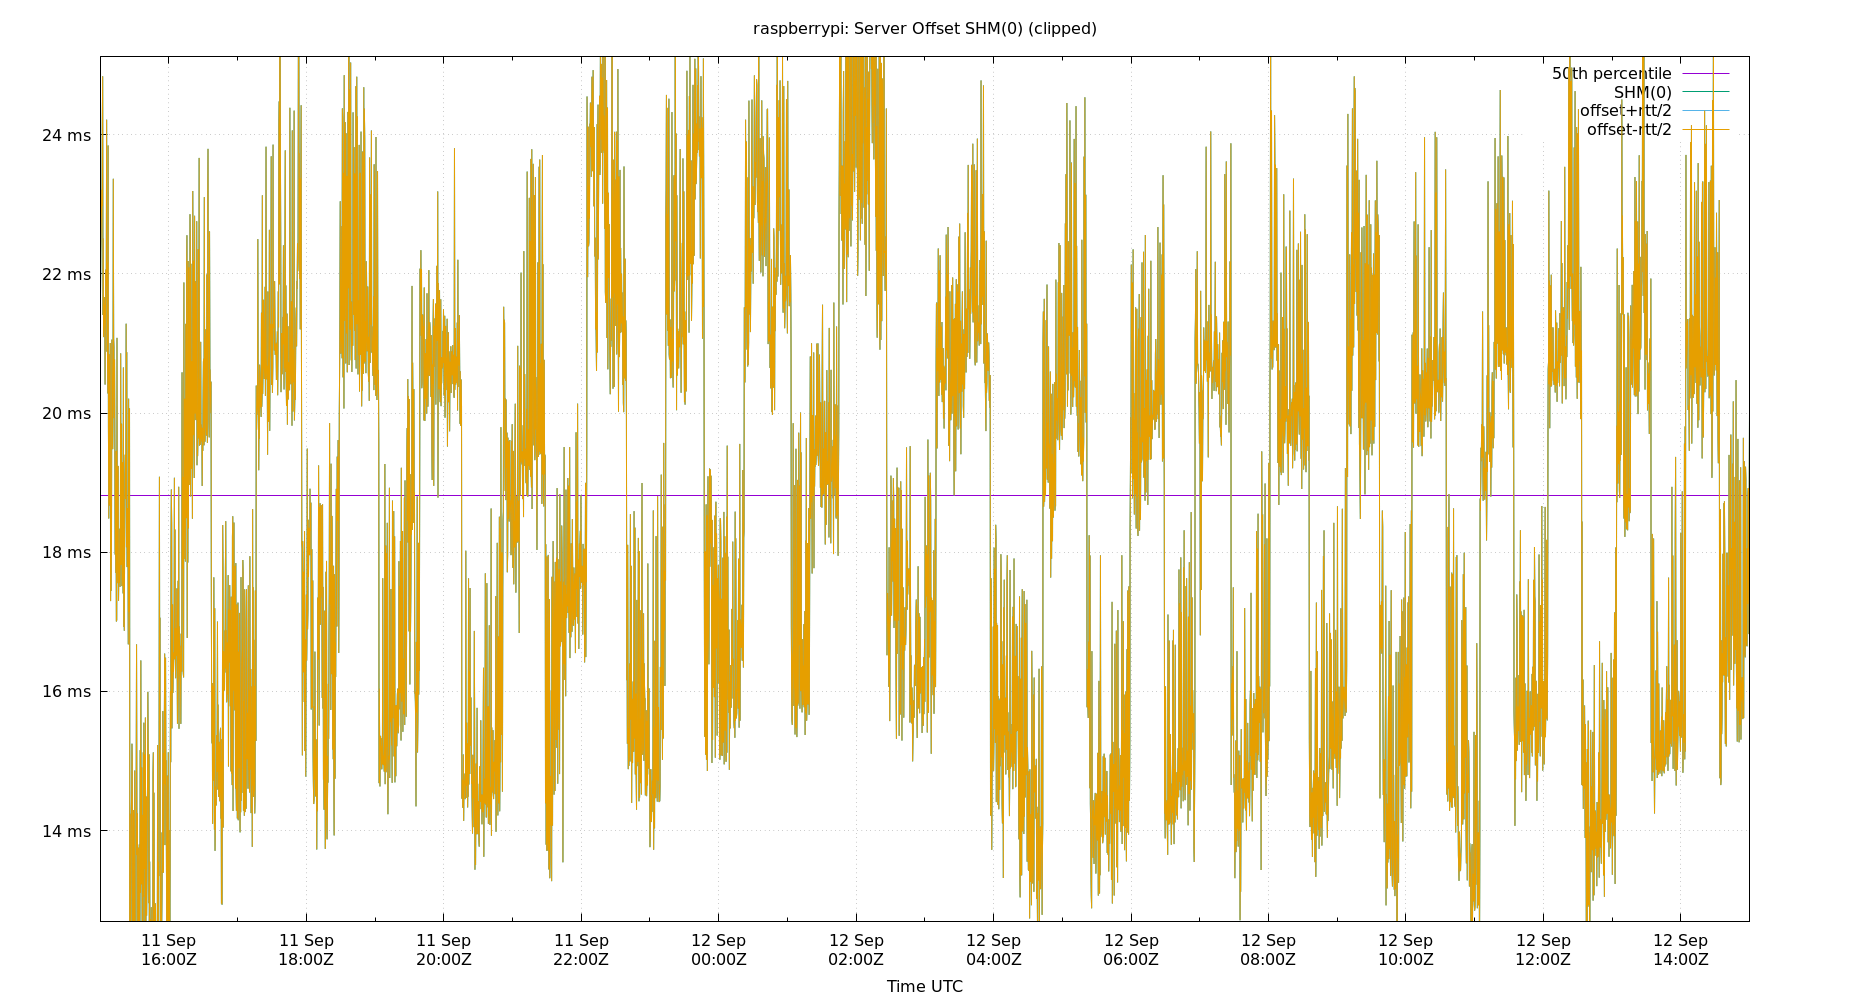 raspberrypi: Server Offset SHM(0) (clipped)
50th percentile
SHM(0)
offset+rtt/2
offset-rtt/2
24 ms
22 ms
20 ms
18 ms
16 ms
14 ms
11 Sep 11 Sep 11 Sep 11 Sep 12 Sep 12 Sep 12 Sep 12 Sep 12 Sep 12 Sep 12 Sep 12 Sep
16:00Z 18:00Z 20:00Z 22:00Z 00:00Z 02:00Z 04:00Z 06:00Z 08:00Z 10:00Z 12:00Z 14:00Z
Time UTC